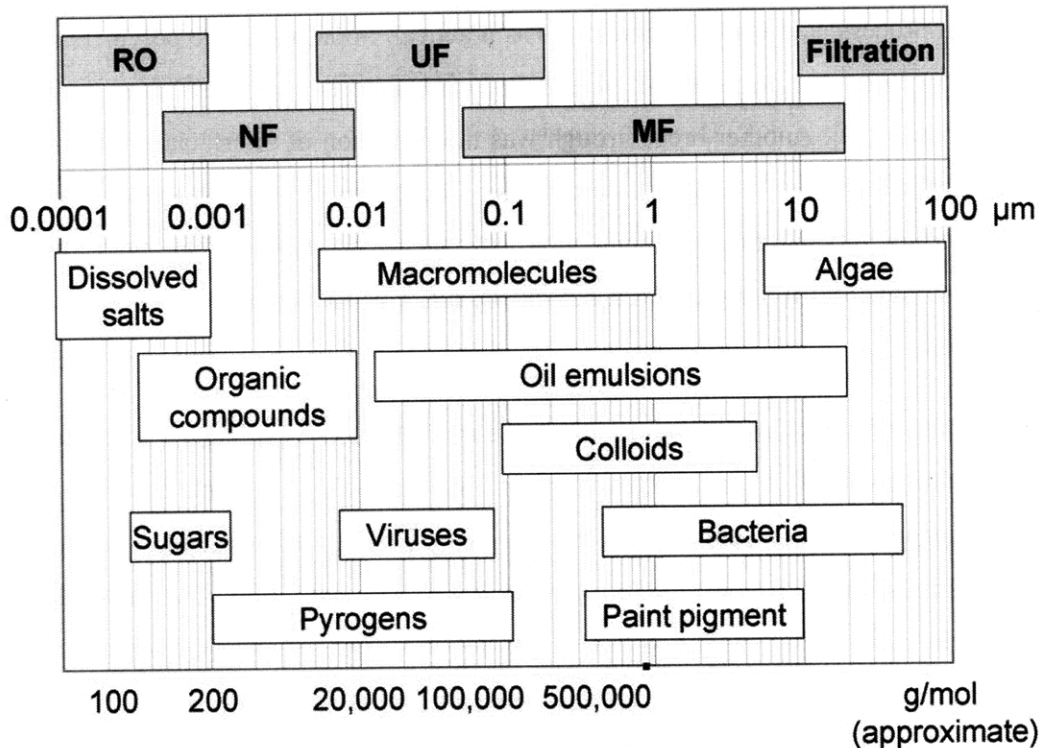 RO
UF
Filtration
NF
MF
0.0001 0.001 0.01 0.1 1 10 100 µm
Dissolved
salts
Macromolecules
Algae
Organic
compounds
Oil emulsions
Colloids
Sugars
Viruses
Bacteria
Pyrogens
Paint pigment
100 200 20,000 100,000 500,000 g/mol
(approximate)